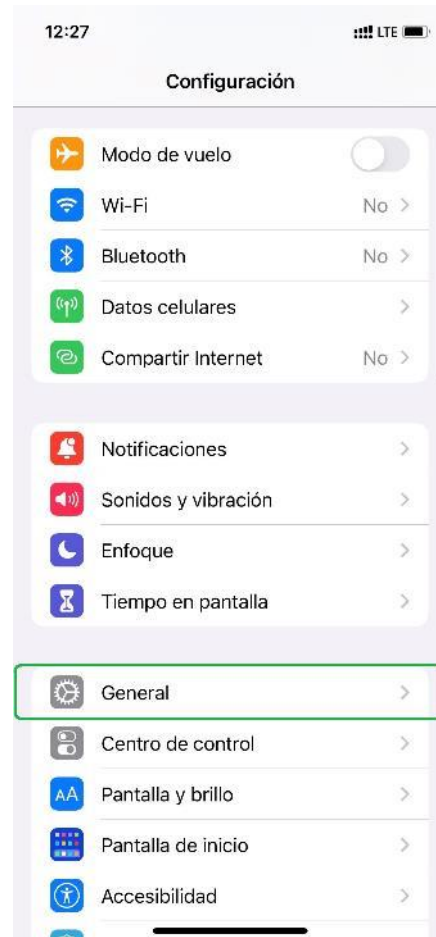 12:27 LTE
Configuración
Modo de vuelo
Wi-Fi No
Bluetooth No
Datos celulares
Compartir Internet No
Notificaciones
Sonidos y vibración
Enfoque
Tiempo en pantalla
General
Centro de control
AA Pantalla y brillo
Pantalla de inicio
Accesibilidad